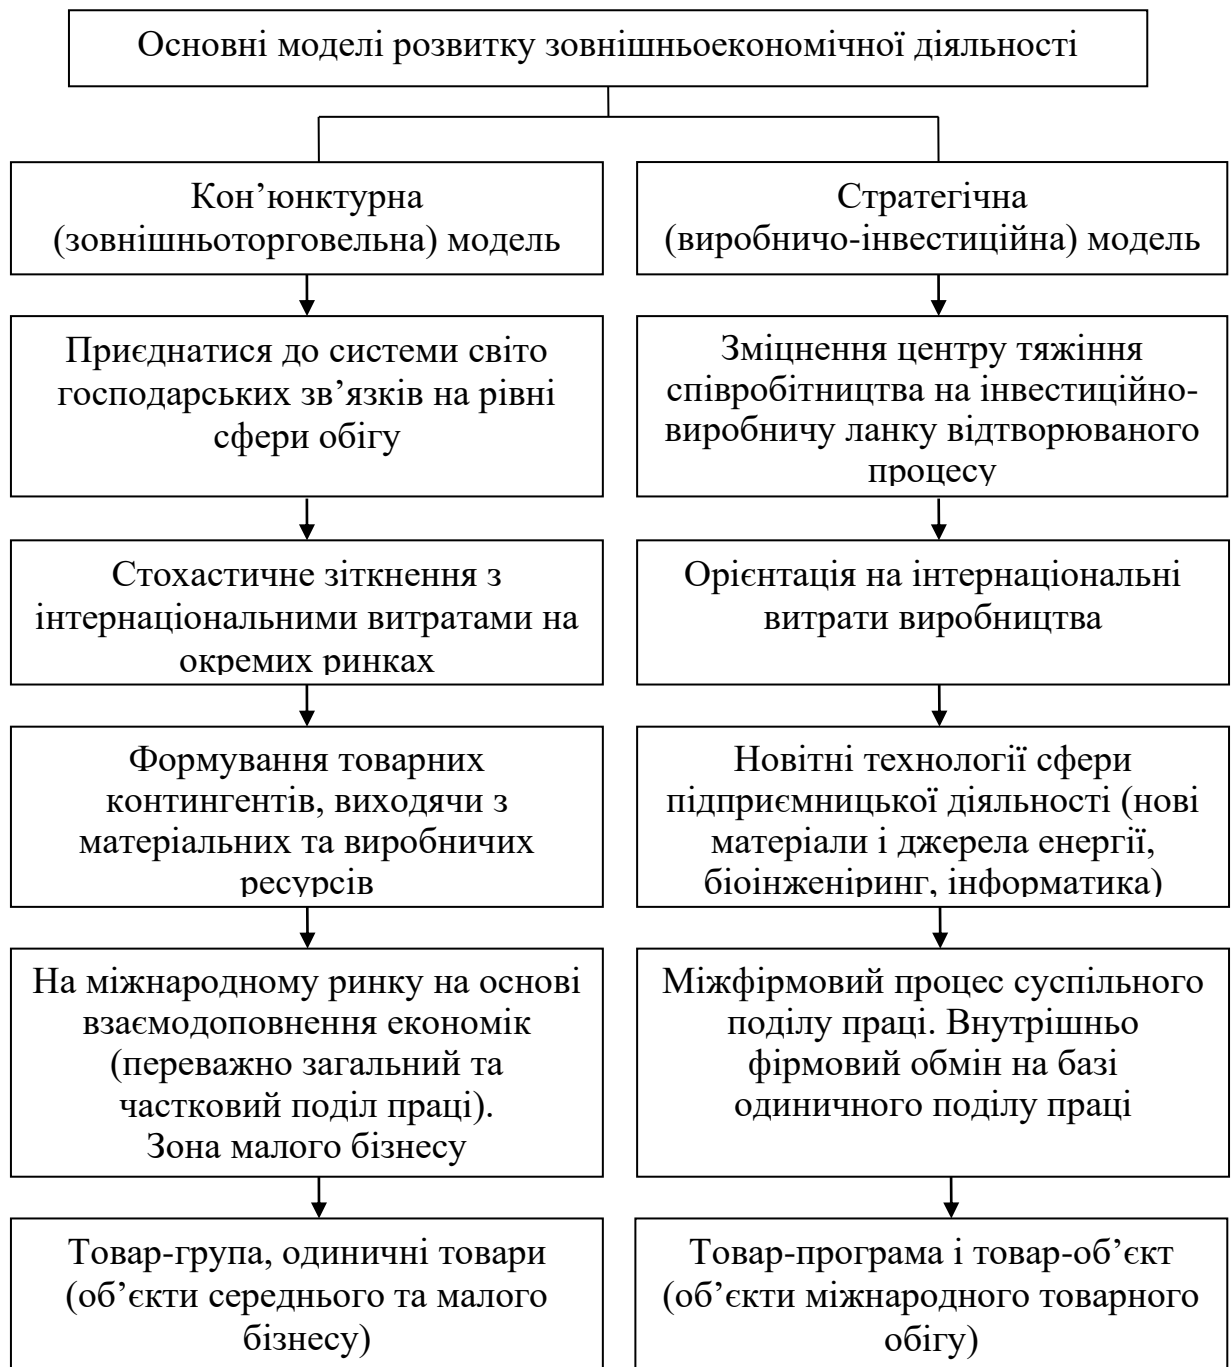 Основні моделі розвитку зовнішньоекономічної діяльності
Кон’юнктурна
(зовнішньоторговельна) модель
Стратегічна
(виробничо-інвестиційна) модель
Приєднатися до системи світо
господарських зв’язків на рівні
сфери обігу
Зміцнення центру тяжіння
співробітництва на інвестиційно-
виробничу ланку відтворюваного
процесу
Стохастичне зіткнення з
інтернаціональними витратами на
окремих ринках
Орієнтація на інтернаціональні
витрати виробництва
Формування товарних
контингентів, виходячи з
матеріальних та виробничих
ресурсів
Новітні технології сфери
підприємницької діяльності (нові
матеріали і джерела енергії,
біоінженіринг, інформатика)
На міжнародному ринку на основі
взаємодоповнення економік
(переважно загальний та
частковий поділ праці).
Зона малого бізнесу
Міжфірмовий процес суспільного
поділу праці. Внутрішньо
фірмовий обмін на базі
одиничного поділу праці
Товар-група, одиничні товари
(об’єкти середнього та малого
бізнесу)
Товар-програма і товар-об’єкт
(об’єкти міжнародного товарного
обігу)